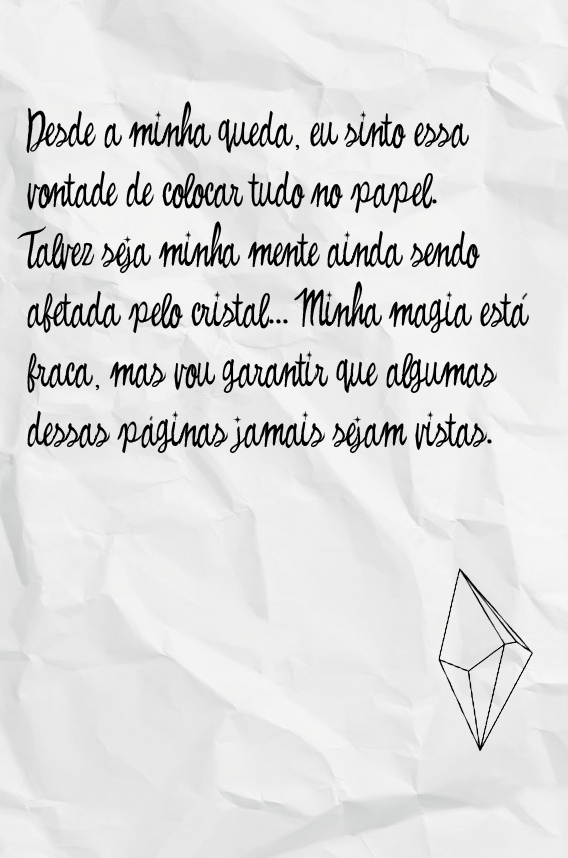 Desde a minha queda, eu sinto essa
vontade de colocar tudo no papel.
Talvez seja minha mente ainda sendo
afetada pelo cristal... Minha magia está
fraca, mas vou garantir que algumas
dessas páginas jamais sejam vistas.